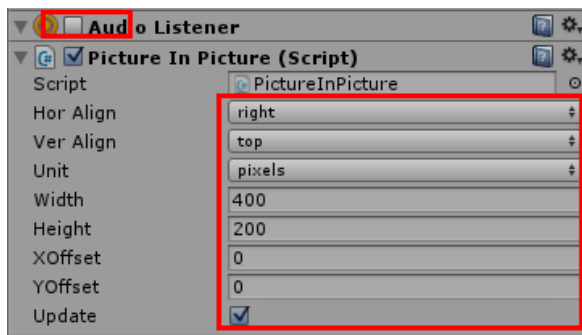 Audio Listener
Picture In Picture (Script)
Script PictureInPicture
Hor Align right
Ver Align top
Unit pixels
Width 400
Height 200
XOffset 0
YOffset 0
Update